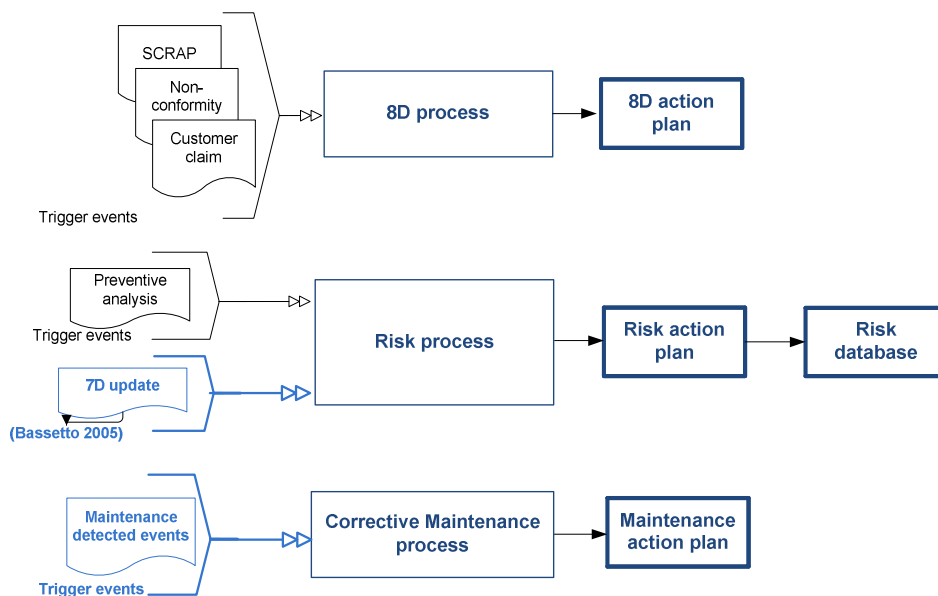 SCRAP
Non-
conformity
Customer
claim
Trigger events
8D process
8D action
plan
Preventive
analysis
Trigger events
7D update
(Bassetto 2005)
Risk process
Risk action
plan
Risk
database
Maintenance
detected events
Trigger events
Corrective Maintenance
process
Maintenance
action plan